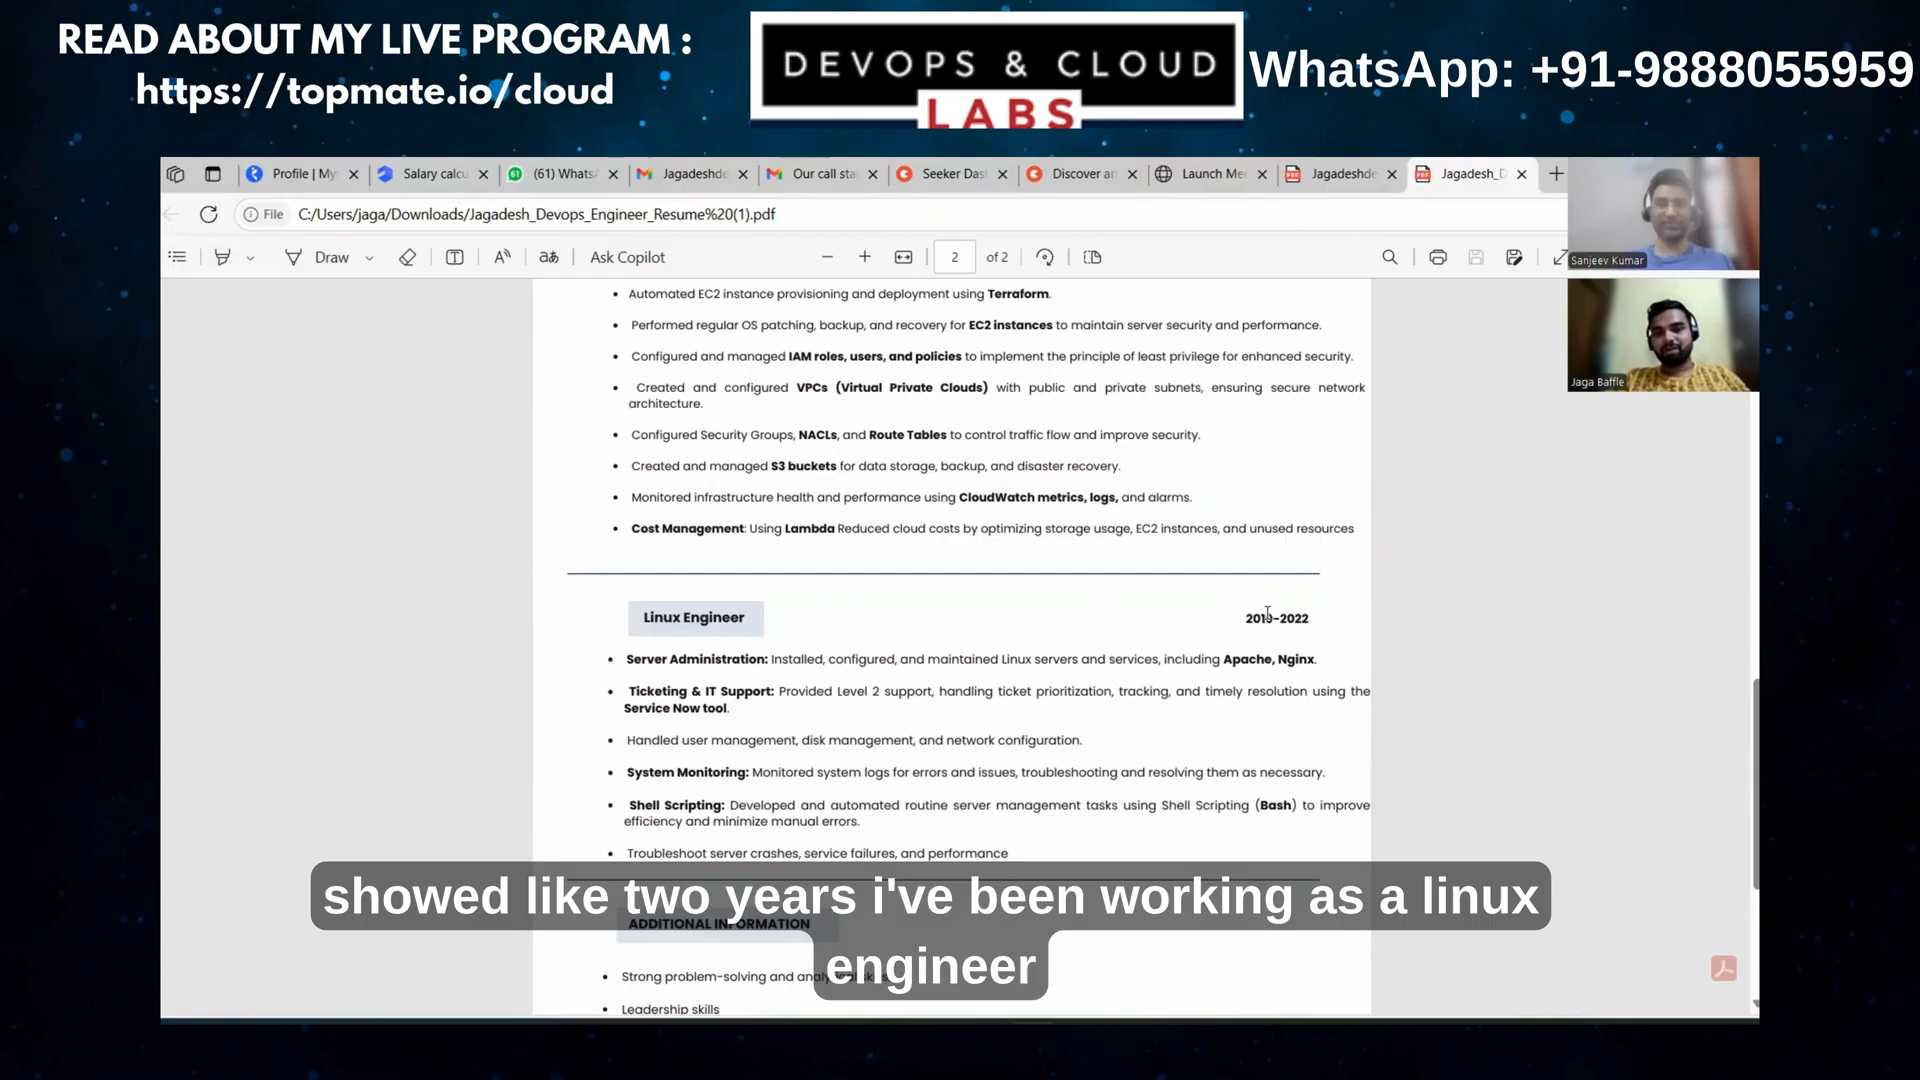 READ ABOUT MY LIVE PROGRAM :
https://topmate.io/cloud
DEVOPS & CLOUD
LABS
WhatsApp: +91-9888055959
Profile | My
Salary calcu
(61) Whats
Jagadeshde
Our call sta
Seeker Das
Discover an
Launch Me
Jagadeshde
Jagadesh_D
File
C:/Users/jaga/Downloads/Jagadesh_Devops_Engineer_Resume%20(1).pdf
Draw
Ask Copilot
2
of 2
Sanjeev Kumar
Jaga Baffle
• Automated EC2 instance provisioning and deployment using Terraform.
• Performed regular OS patching, backup, and recovery for EC2 instances to maintain server security and performance.
• Configured and managed IAM roles, users, and policies to implement the principle of least privilege for enhanced security.
• Created and configured VPCs (Virtual Private Clouds) with public and private subnets, ensuring secure network
architecture.
• Configured Security Groups, NACLs, and Route Tables to control traffic flow and improve security.
• Created and managed S3 buckets for data storage, backup, and disaster recovery.
• Monitored infrastructure health and performance using CloudWatch metrics, logs, and alarms.
• Cost Management: Using Lambda Reduced cloud costs by optimizing storage usage, EC2 instances, and unused resources
Linux Engineer
2019-2022
• Server Administration: Installed, configured, and maintained Linux servers and services, including Apache, Nginx.
• Ticketing & IT Support: Provided Level 2 support, handling ticket prioritization, tracking, and timely resolution using the
Service Now tool.
• Handled user management, disk management, and network configuration.
• System Monitoring: Monitored system logs for errors and issues, troubleshooting and resolving them as necessary.
• Shell Scripting: Developed and automated routine server management tasks using Shell Scripting (Bash) to improve
efficiency and minimize manual errors.
• Troubleshoot server crashes, service failures, and performance
showed like two years i've been working as a linux
engineer
ADDITIONAL INFORMATION
• Strong problem-solving and analytical skills
• Leadership skills